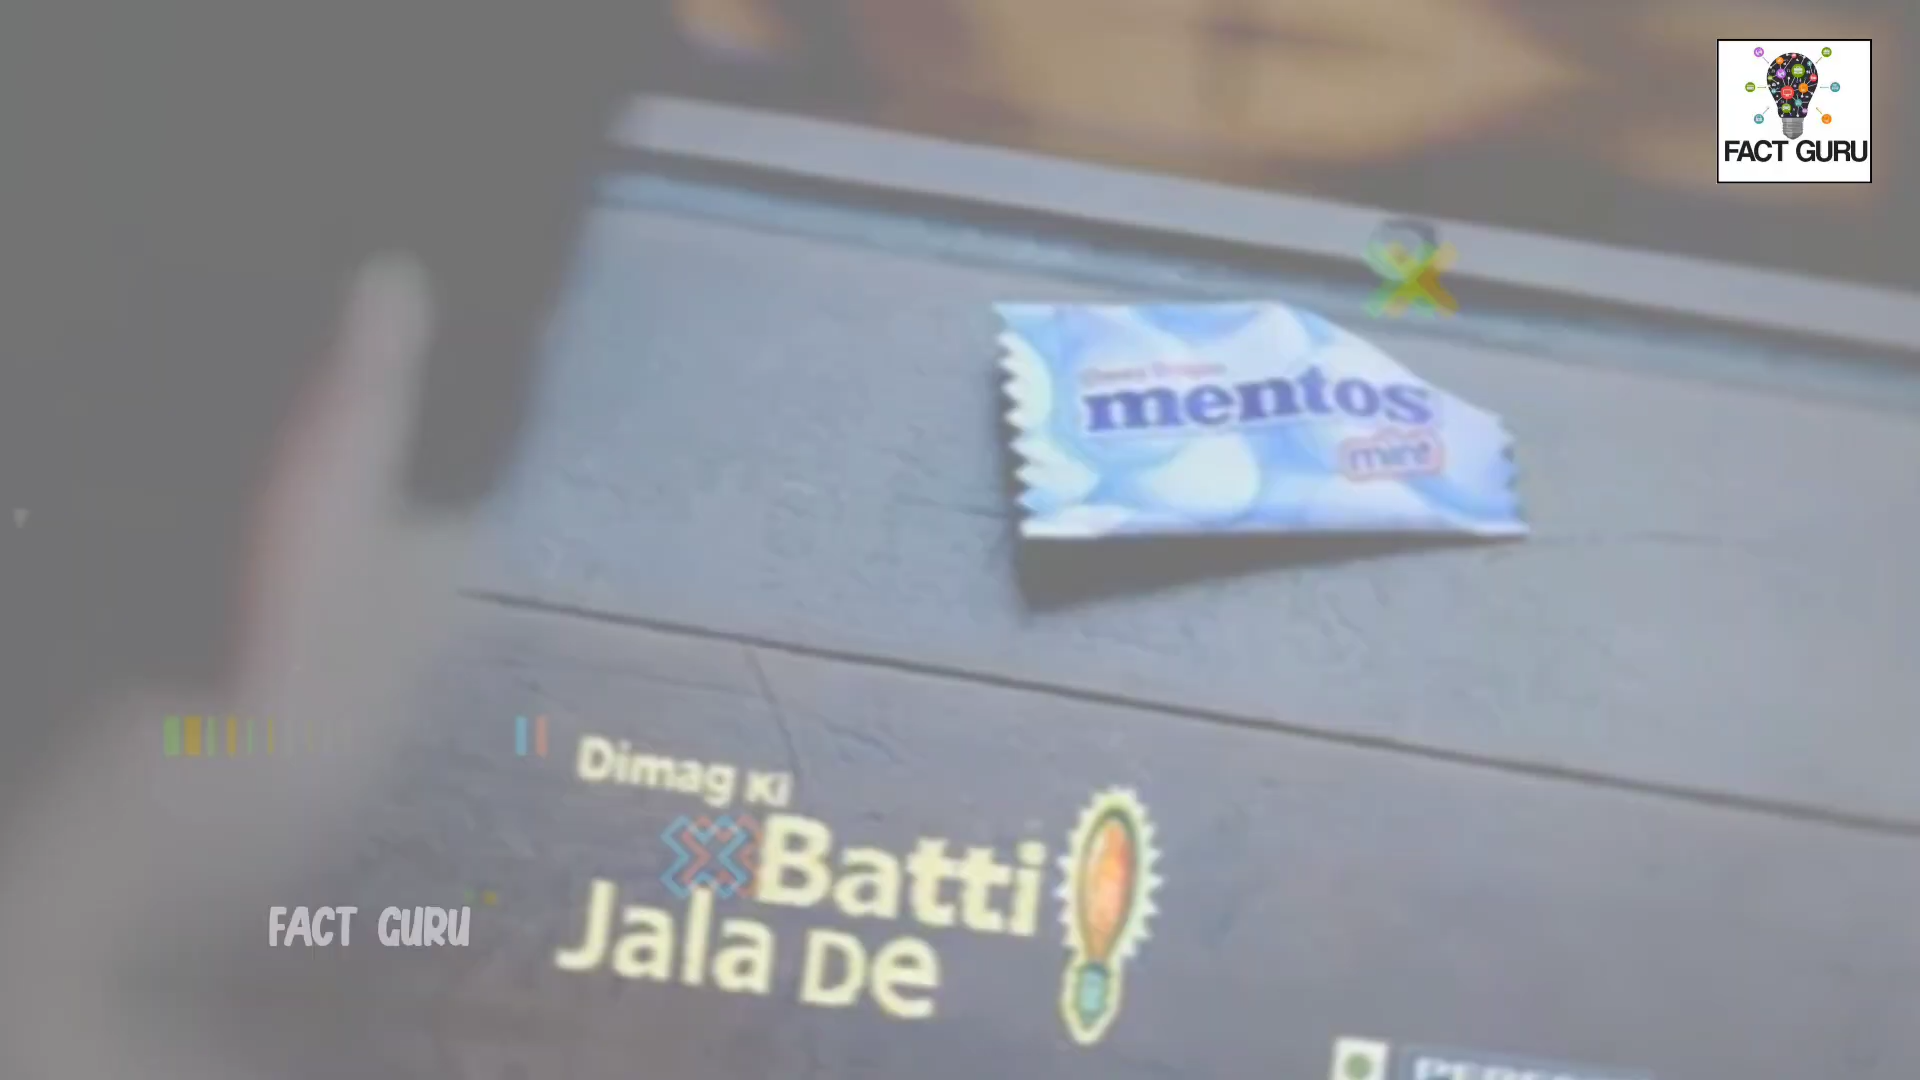 FACT GURU
mentos
mint
Dimag Ki
Batti
Jala De
FACT GURU